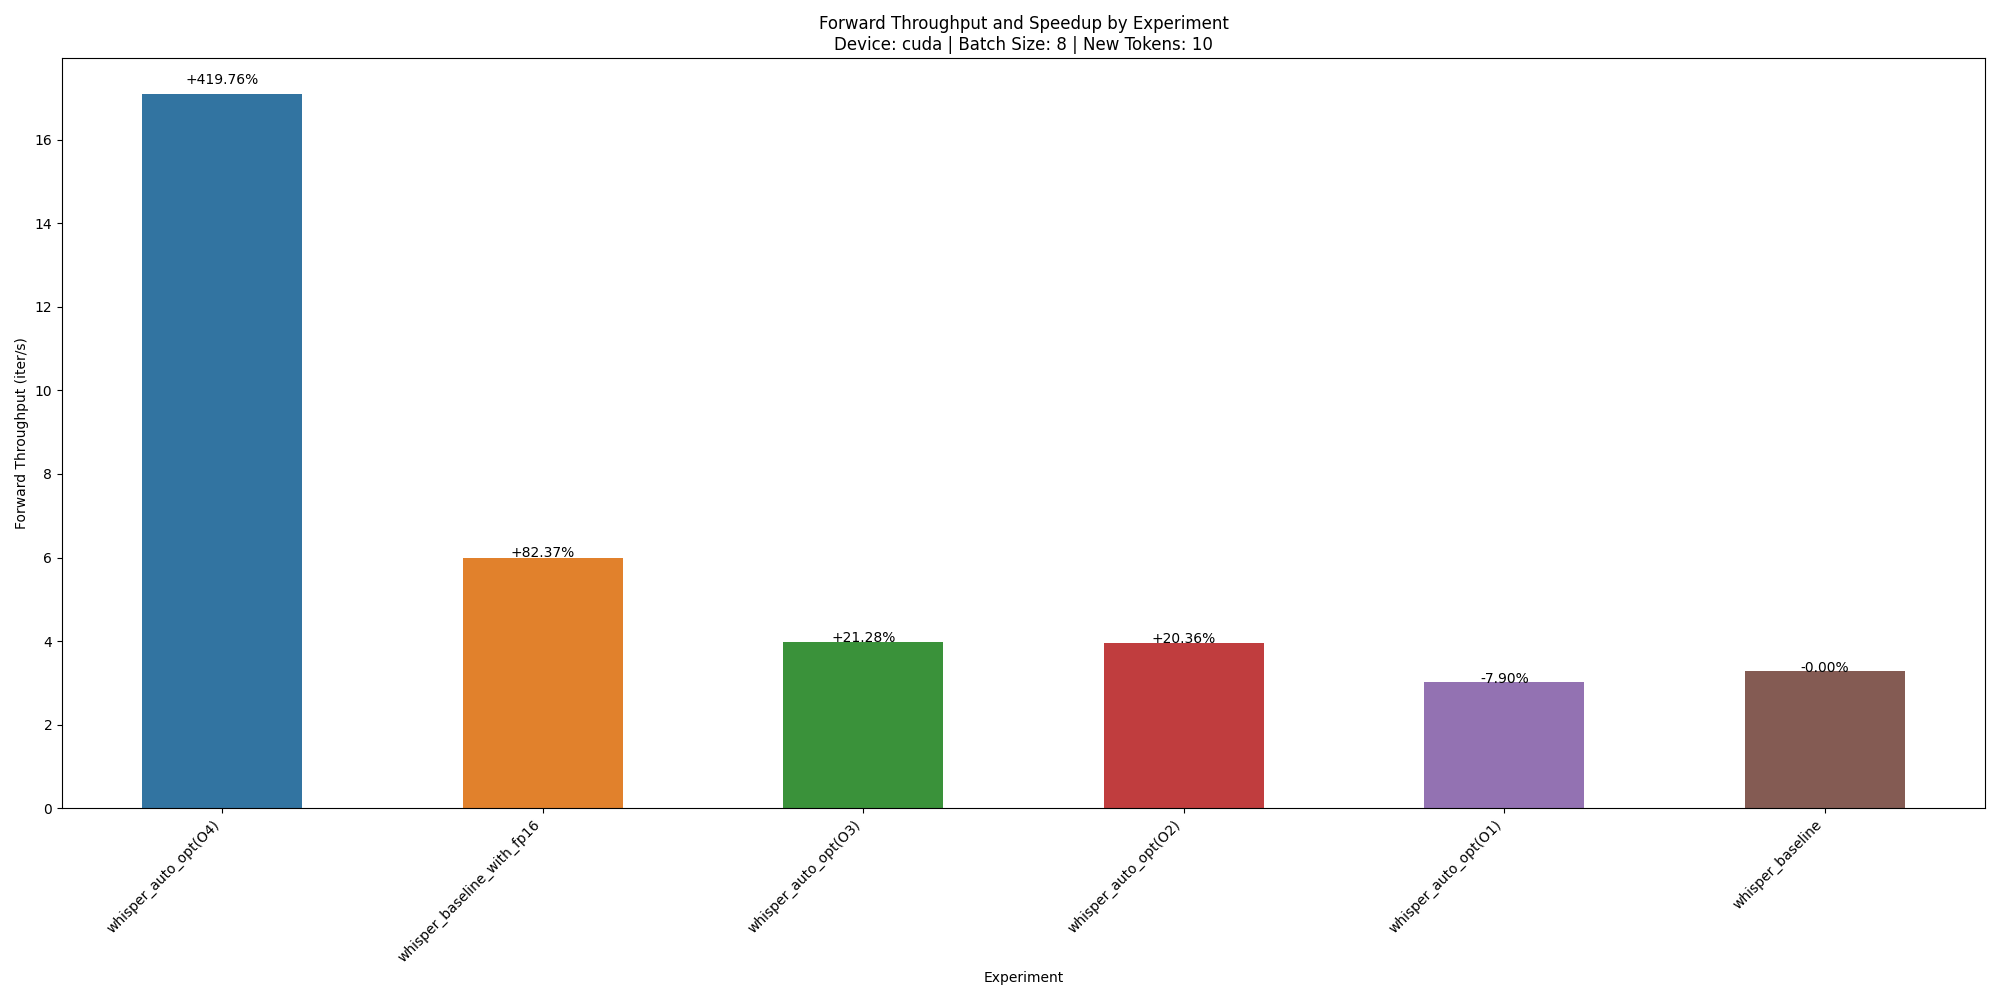 Forward Throughput and Speedup by Experiment
Device: cuda | Batch Size: 8 | New Tokens: 10
Forward Throughput (iter/s)
16
14
12
10
8
6
4
2
0
+419.76%
+82.37%
+21.28%
+20.36%
-7.90%
-0.00%
whisper_auto_opt(O4)
whisper_baseline_with_fp16
whisper_auto_opt(O3)
whisper_auto_opt(O2)
whisper_auto_opt(O1)
whisper_baseline
Experiment